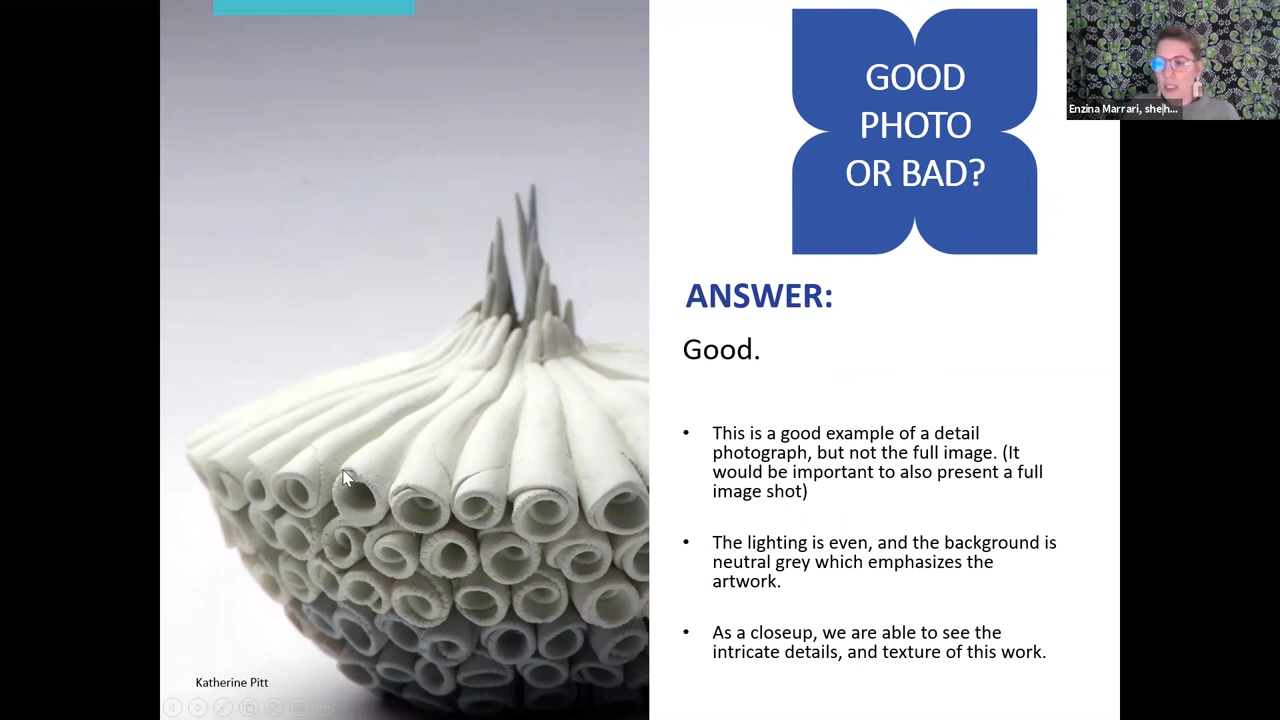 GOOD
PHOTO
OR BAD?
Enzina Marrari, she|h...
ANSWER:
Good.
• This is a good example of a detail
photograph, but not the full image. (It
would be important to also present a full
image shot)
• The lighting is even, and the background is
neutral grey which emphasizes the
artwork.
• As a closeup, we are able to see the
intricate details, and texture of this work.
Katherine Pitt